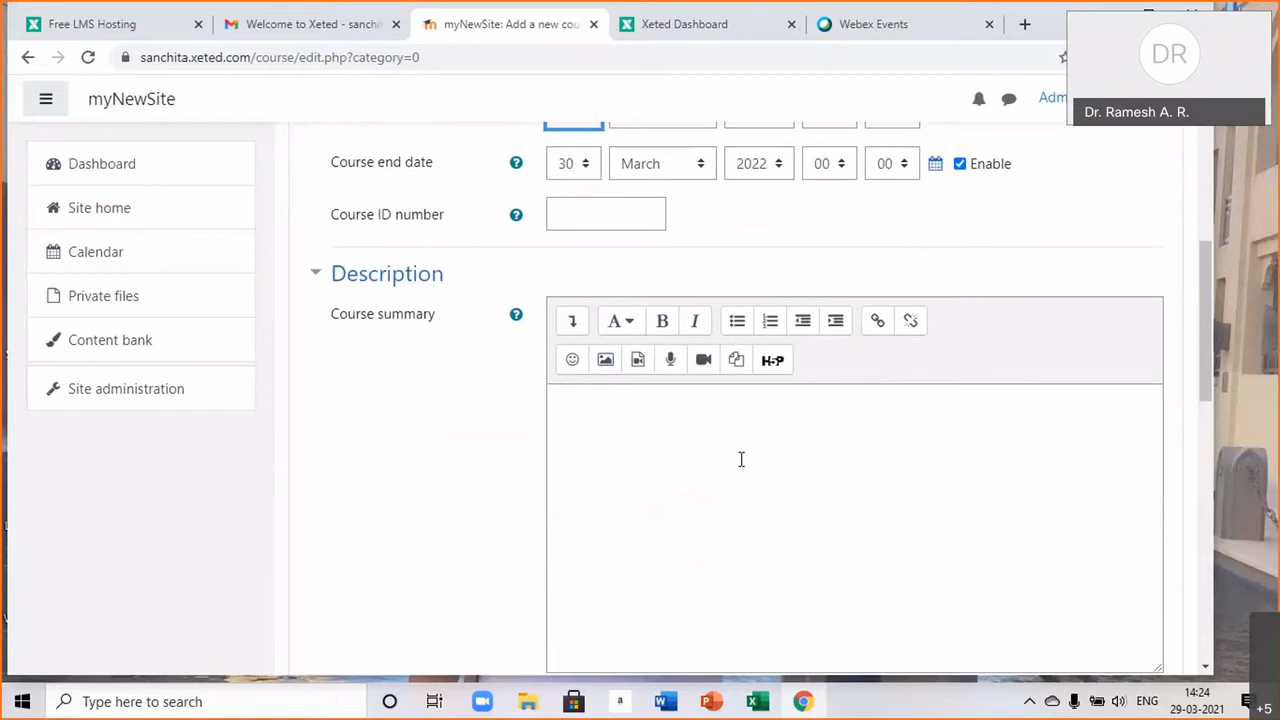 Free LMS Hosting
Welcome to Xeted - sanchit
myNewSite: Add a new cou
Xeted Dashboard
Webex Events
sanchita.xeted.com/course/edit.php?category=0
DR
Dr. Ramesh A. R.
myNewSite
Adm
Dashboard
Site home
Calendar
Private files
Content bank
Site administration
Course end date
30
March
2022
00
00
Enable
Course ID number
Description
Course summary
A
B
I
H5P
Type here to search
a
ENG
14:24
29-03-2021
+5